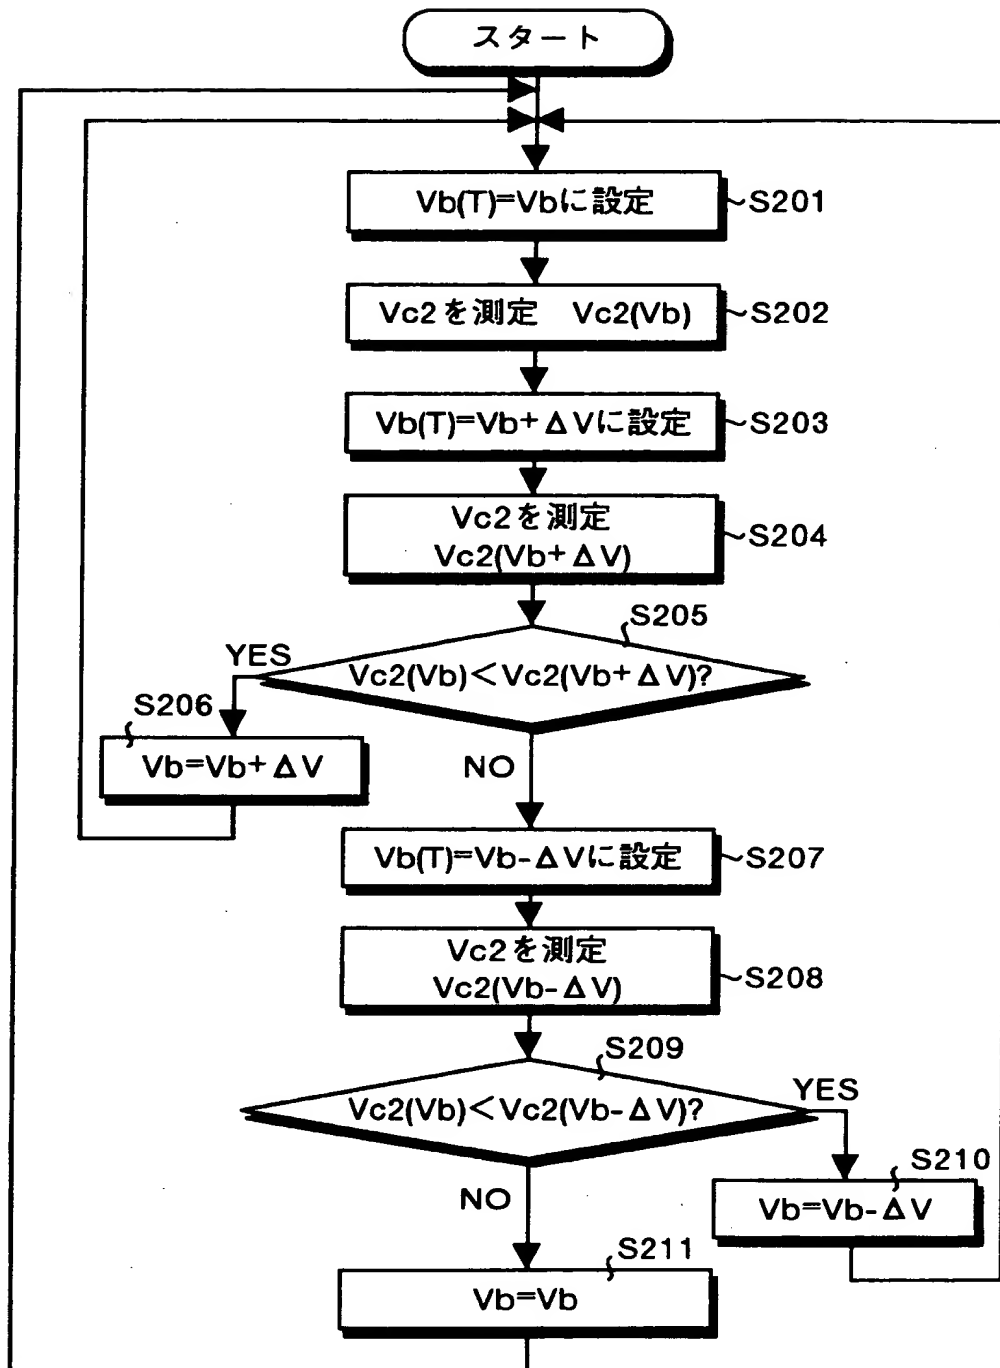 スタート
Vb(T)=Vbに設定
S201
Vc2を測定 Vc2(Vb)
S202
Vb(T)=Vb+ΔVに設定
S203
Vc2を測定
Vc2(Vb+ΔV)
S204
S205
Vc2(Vb)<Vc2(Vb+ΔV)?
YES
S206
Vb=Vb+ΔV
NO
Vb(T)=Vb-ΔVに設定
S207
Vc2を測定
Vc2(Vb-ΔV)
S208
S209
Vc2(Vb)<Vc2(Vb-ΔV)?
YES
S210
Vb=Vb-ΔV
NO
S211
Vb=Vb